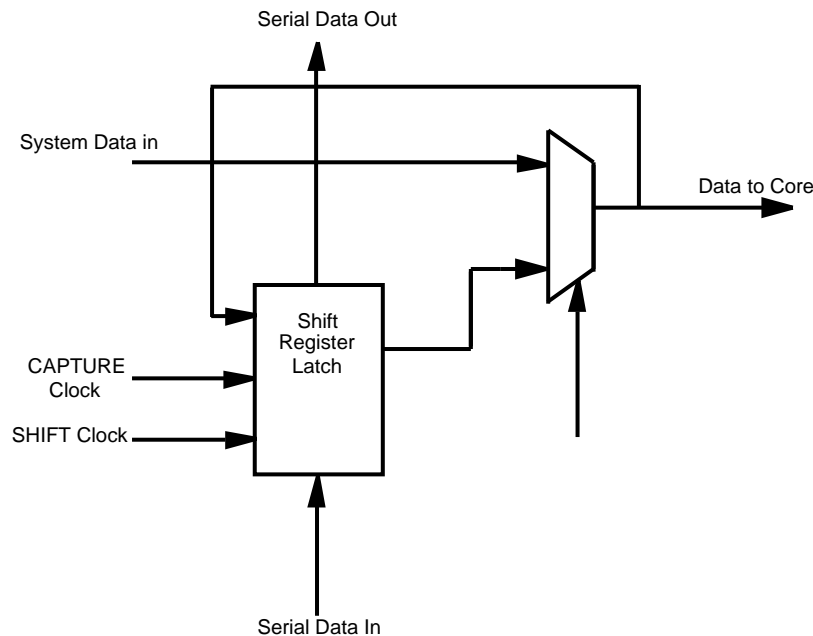 Serial Data Out
System Data in
Data to Core
Shift
Register
Latch
CAPTURE
Clock
SHIFT Clock
Serial Data In